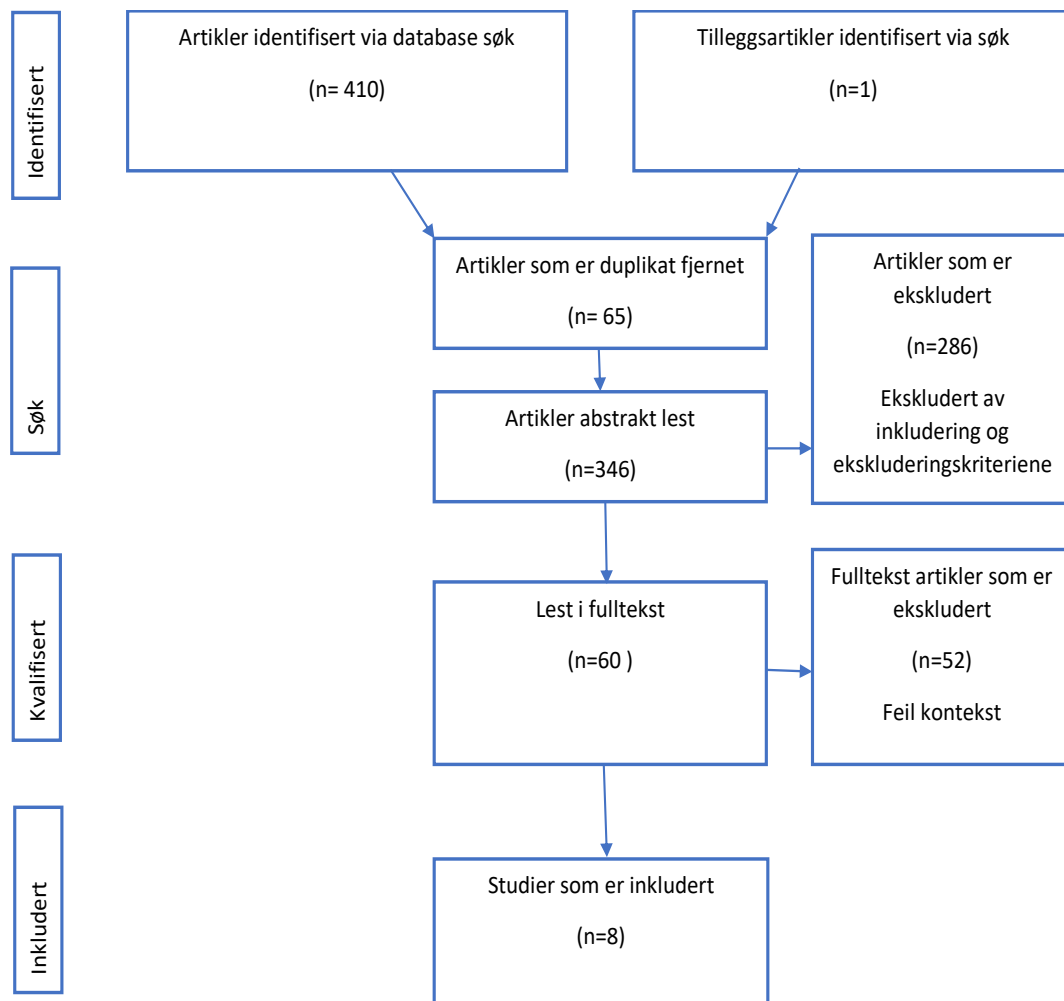 Identifisert
Artikler identifisert via database søk
(n= 410)
Tilleggsartikler identifisert via søk
(n=1)
Søk
Artikler som er duplikat fjernet
(n= 65)
Artikler abstrakt lest
(n=346)
Artikler som er
ekskludert
(n=286)
Ekskludert av
inkludering og
ekskluderingskriteriene
Kvalifisert
Lest i fulltekst
(n=60 )
Fulltekst artikler som er
ekskludert
(n=52)
Feil kontekst
Inkludert
Studier som er inkludert
(n=8)